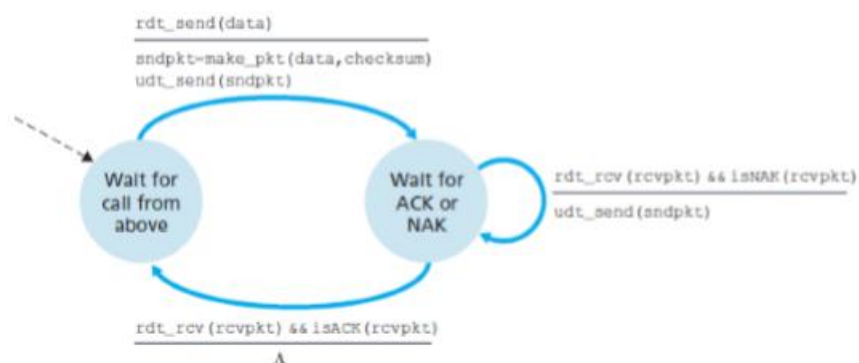 rdt_send(data)
sndpkt=make_pkt(data,checksum)
udt_send(sndpkt)
Wait for
call from
above
Wait for
ACK or
NAK
rdt_rcv(rcvpkt) && isNAK(rcvpkt)
udt_send(sndpkt)
rdt_rcv(rcvpkt) && isACK(rcvpkt)
Λ